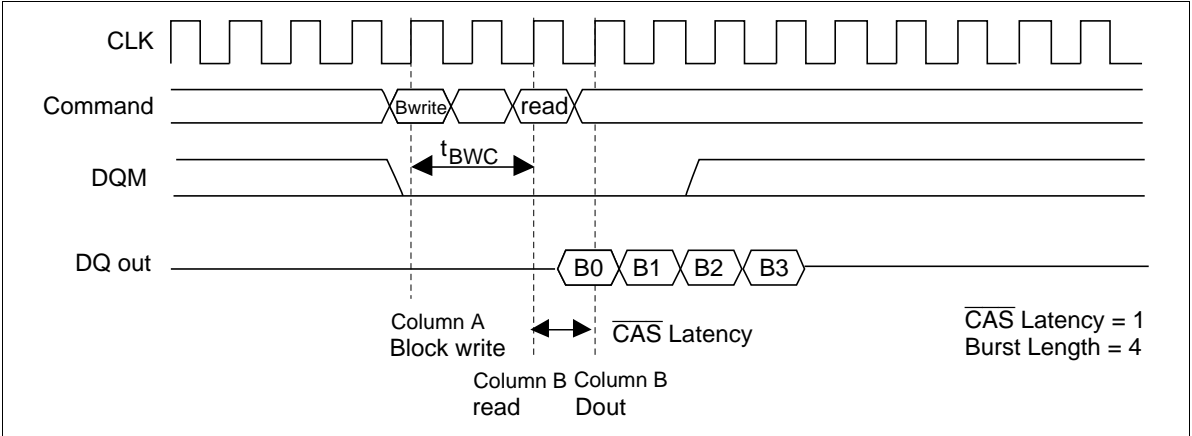 CLK
Command
Bwrite
read
tBWC
DQM
DQ out
B0 B1 B2 B3
Column A
Block write
CAS Latency
CAS Latency = 1
Burst Length = 4
Column B
read
Column B
Dout